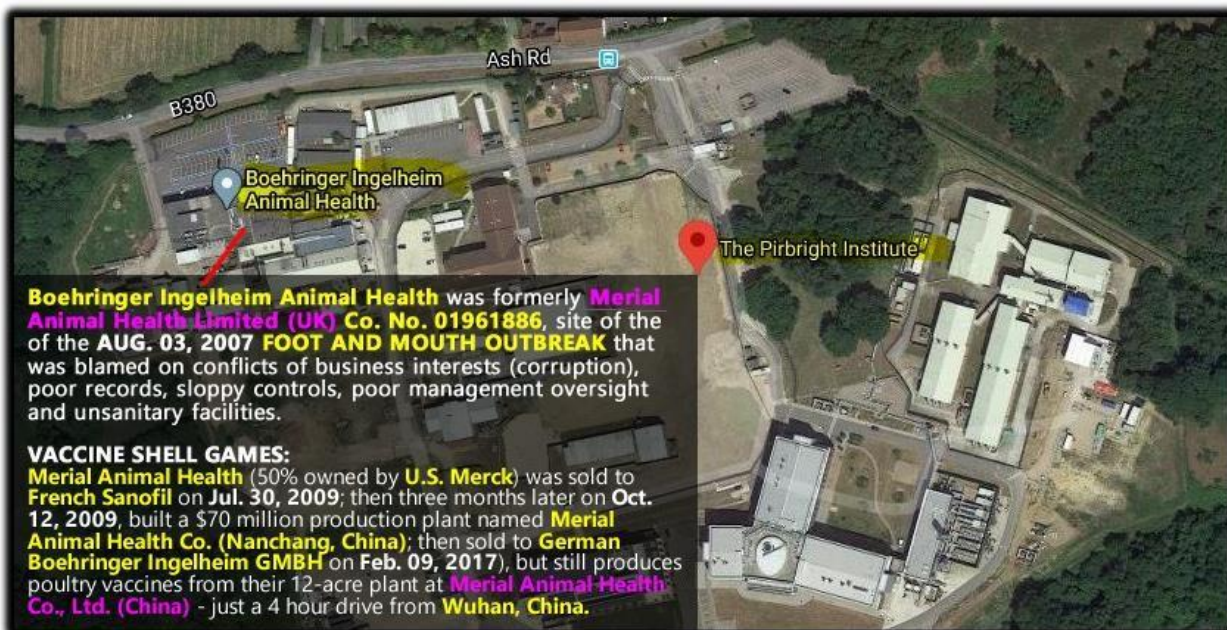 Ash Rd
B380
Boehringer Ingelheim
Animal Health
The Pirbright Institute
Boehringer Ingelheim Animal Health was formerly Merial
Animal Health Limited (UK) Co. No. 01961886, site of the
of the AUG. 03, 2007 FOOT AND MOUTH OUTBREAK that
was blamed on conflicts of business interests (corruption),
poor records, sloppy controls, poor management oversight
and unsanitary facilities.
VACCINE SHELL GAMES:
Merial Animal Health (50% owned by U.S. Merck) was sold to
French Sanofil on Jul. 30, 2009; then three months later on Oct.
12, 2009, built a $70 million production plant named Merial
Animal Health Co. (Nanchang, China); then sold to German
Boehringer Ingelheim GMBH on Feb. 09, 2017), but still produces
poultry vaccines from their 12-acre plant at Merial Animal Health
Co., Ltd. (China) - just a 4 hour drive from Wuhan, China.